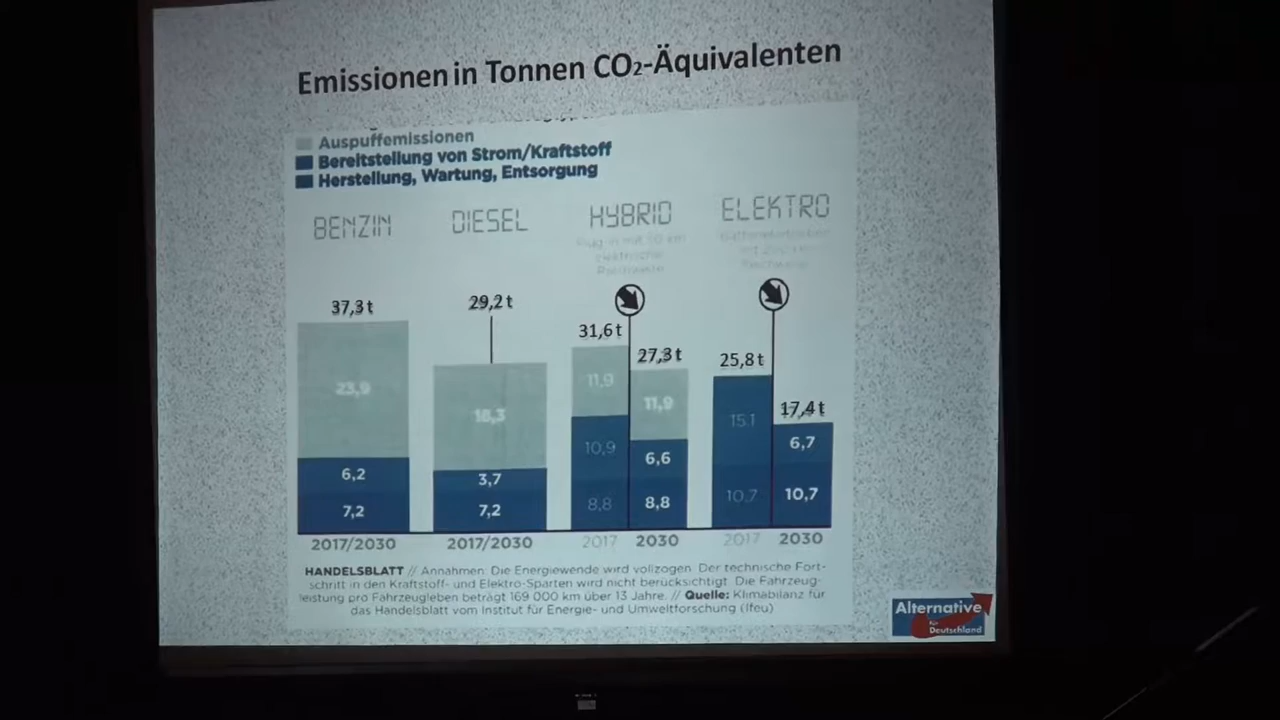 Emissionen in Tonnen CO₂-Äquivalenten
Auspuffemissionen
Bereitstellung von Strom/Kraftstoff
Herstellung, Wartung, Entsorgung
BENZIN DIESEL HYBRID ELEKTRO
37,3 t 29,2 t 31,6 t 27,3 t 25,8 t 17,4 t
23,9 18,3 11,9 11,9
6,2 3,7 10,9 6,6 15,1 6,7
7,2 7,2 8,8 8,8 10,7 10,7
2017/2030 2017/2030 2017 2030 2017 2030
HANDELSBLATT // Annahmen: Die Energiewende wird vollzogen. Der technische Fort-
schritt in den Kraftstoff- und Elektro-Sparten wird nicht berücksichtigt. Die Fahrzeug-
leistung pro Fahrzeugleben beträgt 169 000 km über 13 Jahre. // Quelle: Klimabilanz für
das Handelsblatt vom Institut für Energie- und Umweltforschung (Ifeu)
Alternative
für
Deutschland